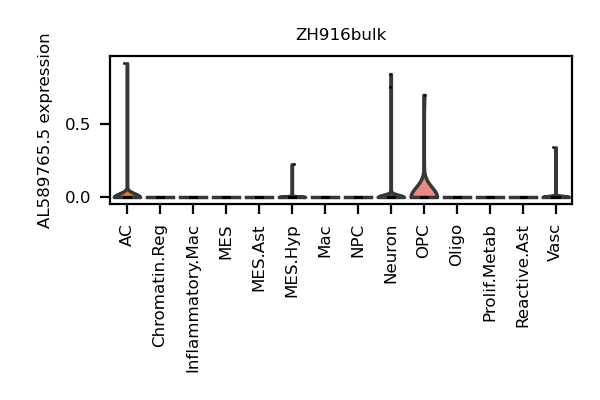 ZH916bulk
AL589765.5 expression
0.5
0.0
AC
Chromatin.Reg
Inflammatory.Mac
MES
MES.Ast
MES.Hyp
Mac
NPC
Neuron
OPC
Oligo
Prolif.Metab
Reactive.Ast
Vasc